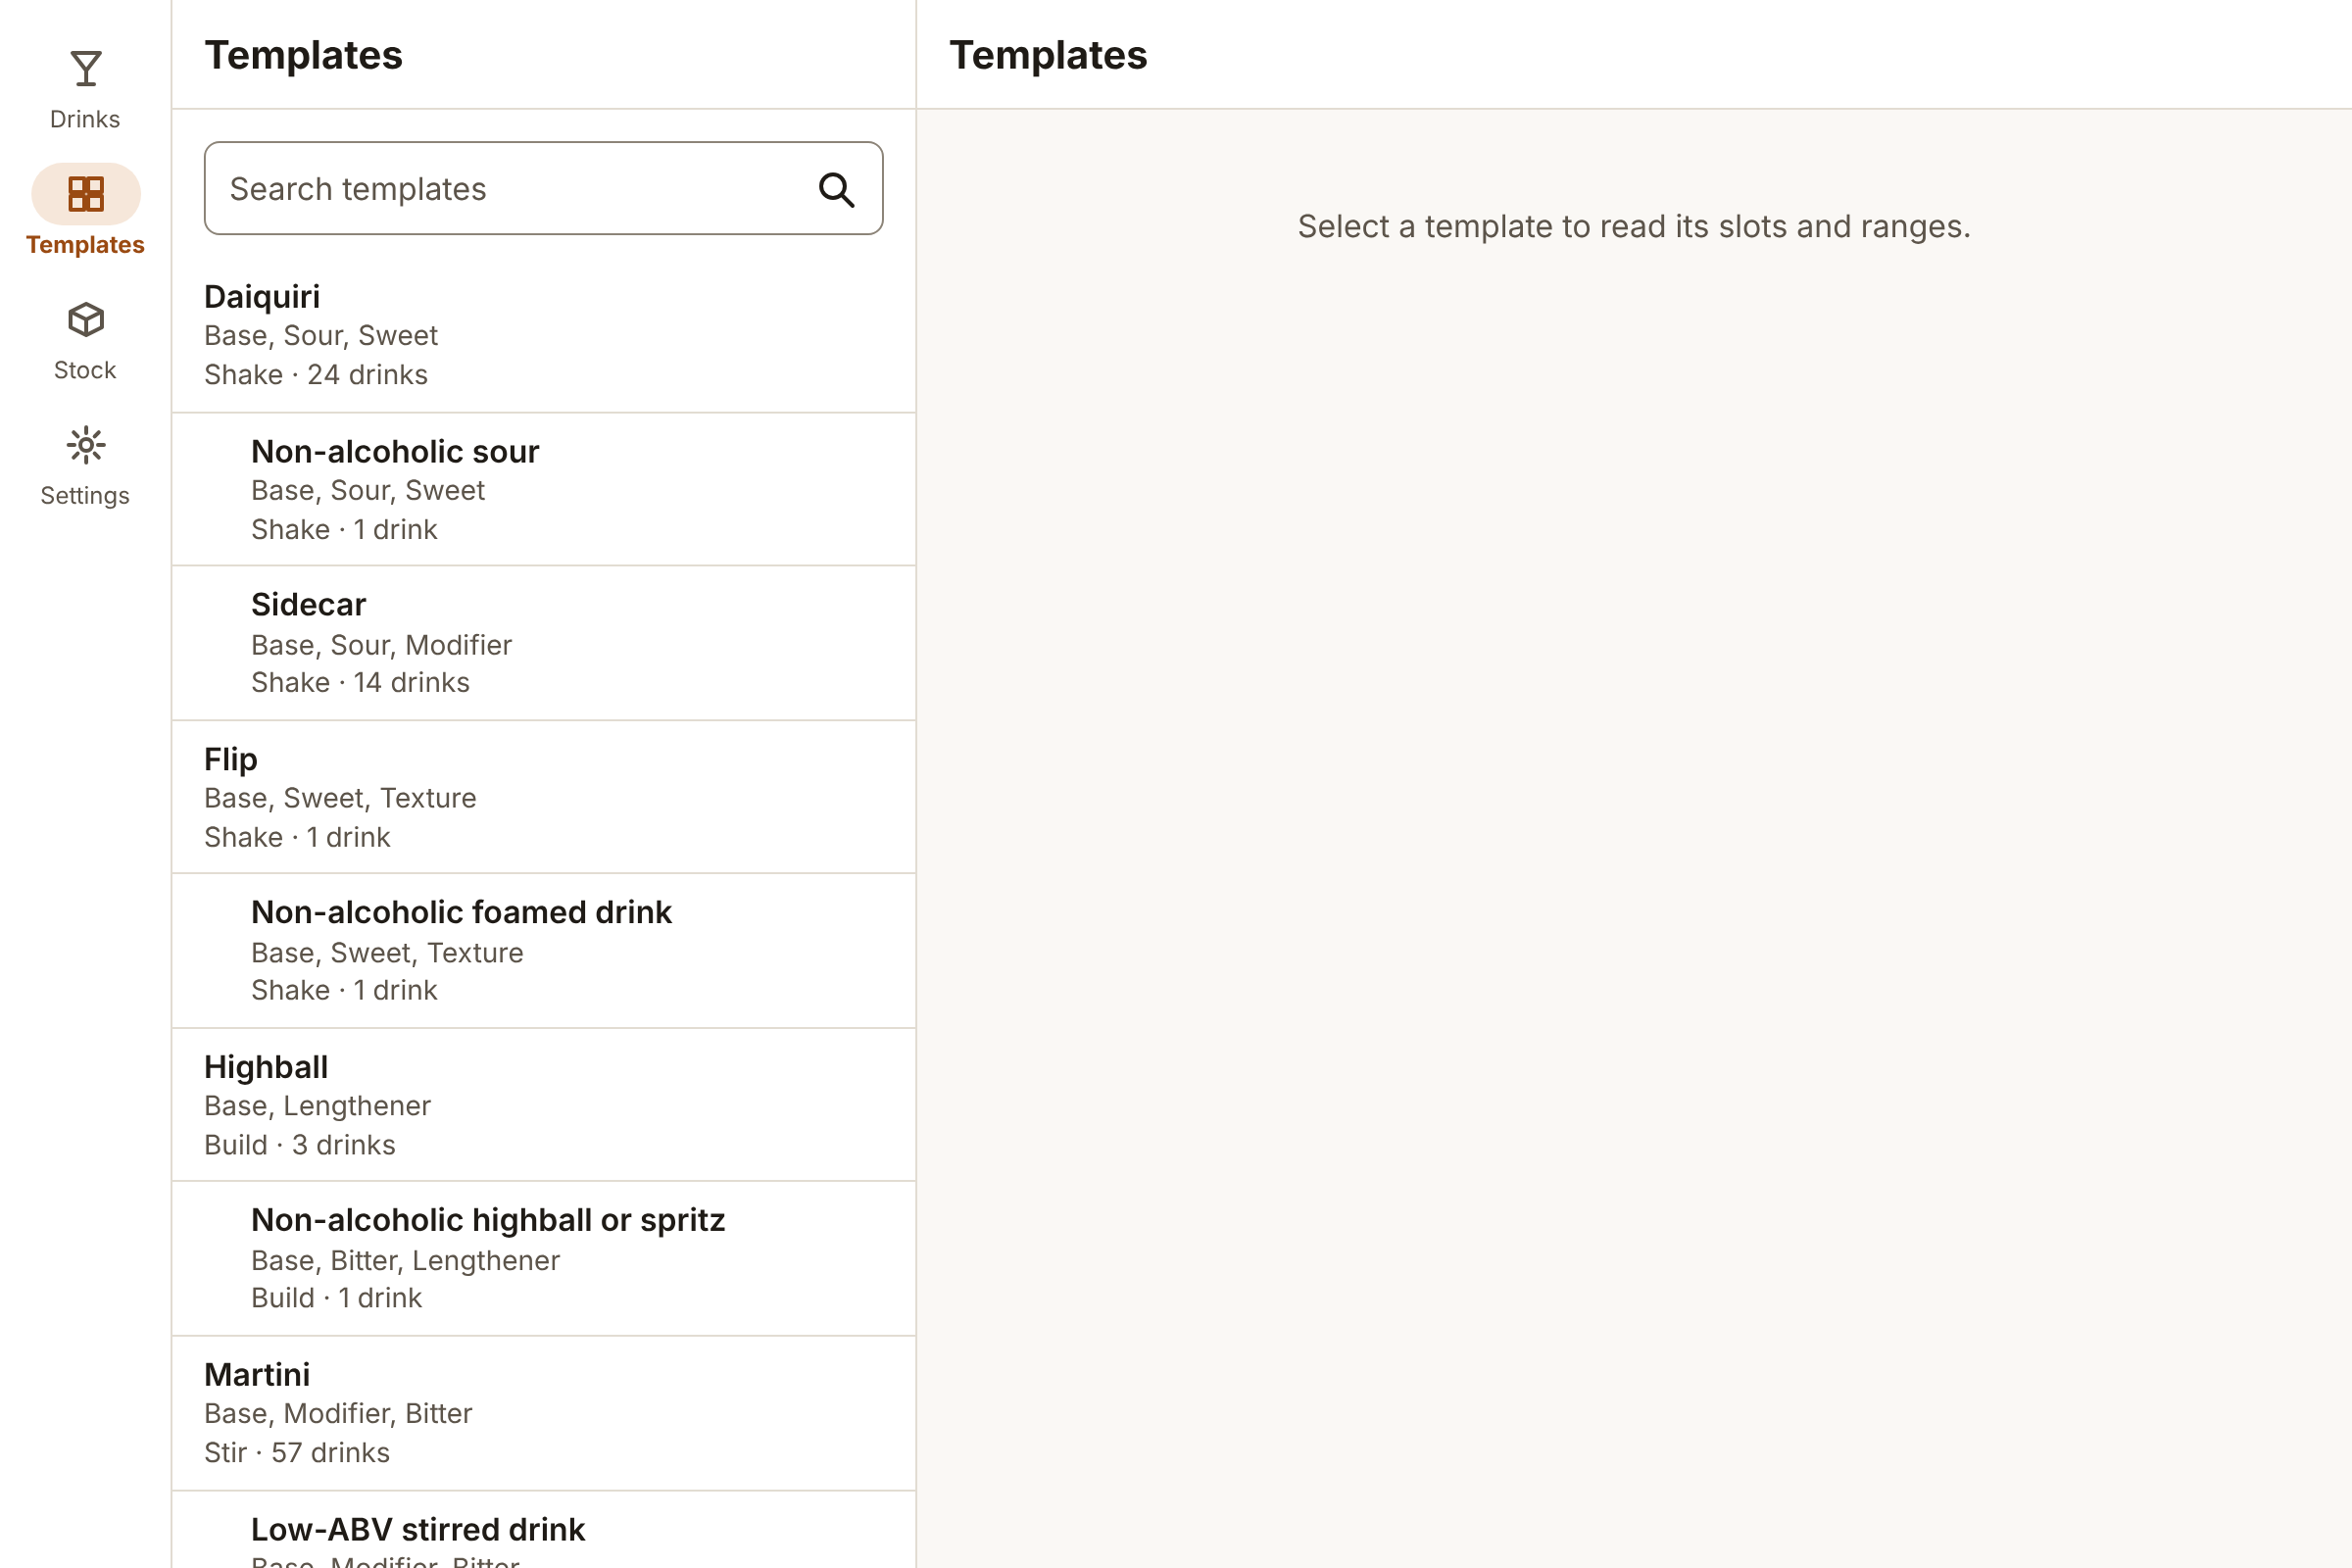 Drinks
Templates
Stock
Settings
Templates
Search templates
Daiquiri
Base, Sour, Sweet
Shake · 24 drinks
Non-alcoholic sour
Base, Sour, Sweet
Shake · 1 drink
Sidecar
Base, Sour, Modifier
Shake · 14 drinks
Flip
Base, Sweet, Texture
Shake · 1 drink
Non-alcoholic foamed drink
Base, Sweet, Texture
Shake · 1 drink
Highball
Base, Lengthener
Build · 3 drinks
Non-alcoholic highball or spritz
Base, Bitter, Lengthener
Build · 1 drink
Martini
Base, Modifier, Bitter
Stir · 57 drinks
Low-ABV stirred drink
Base, Modifier, Bitter
Templates
Select a template to read its slots and ranges.